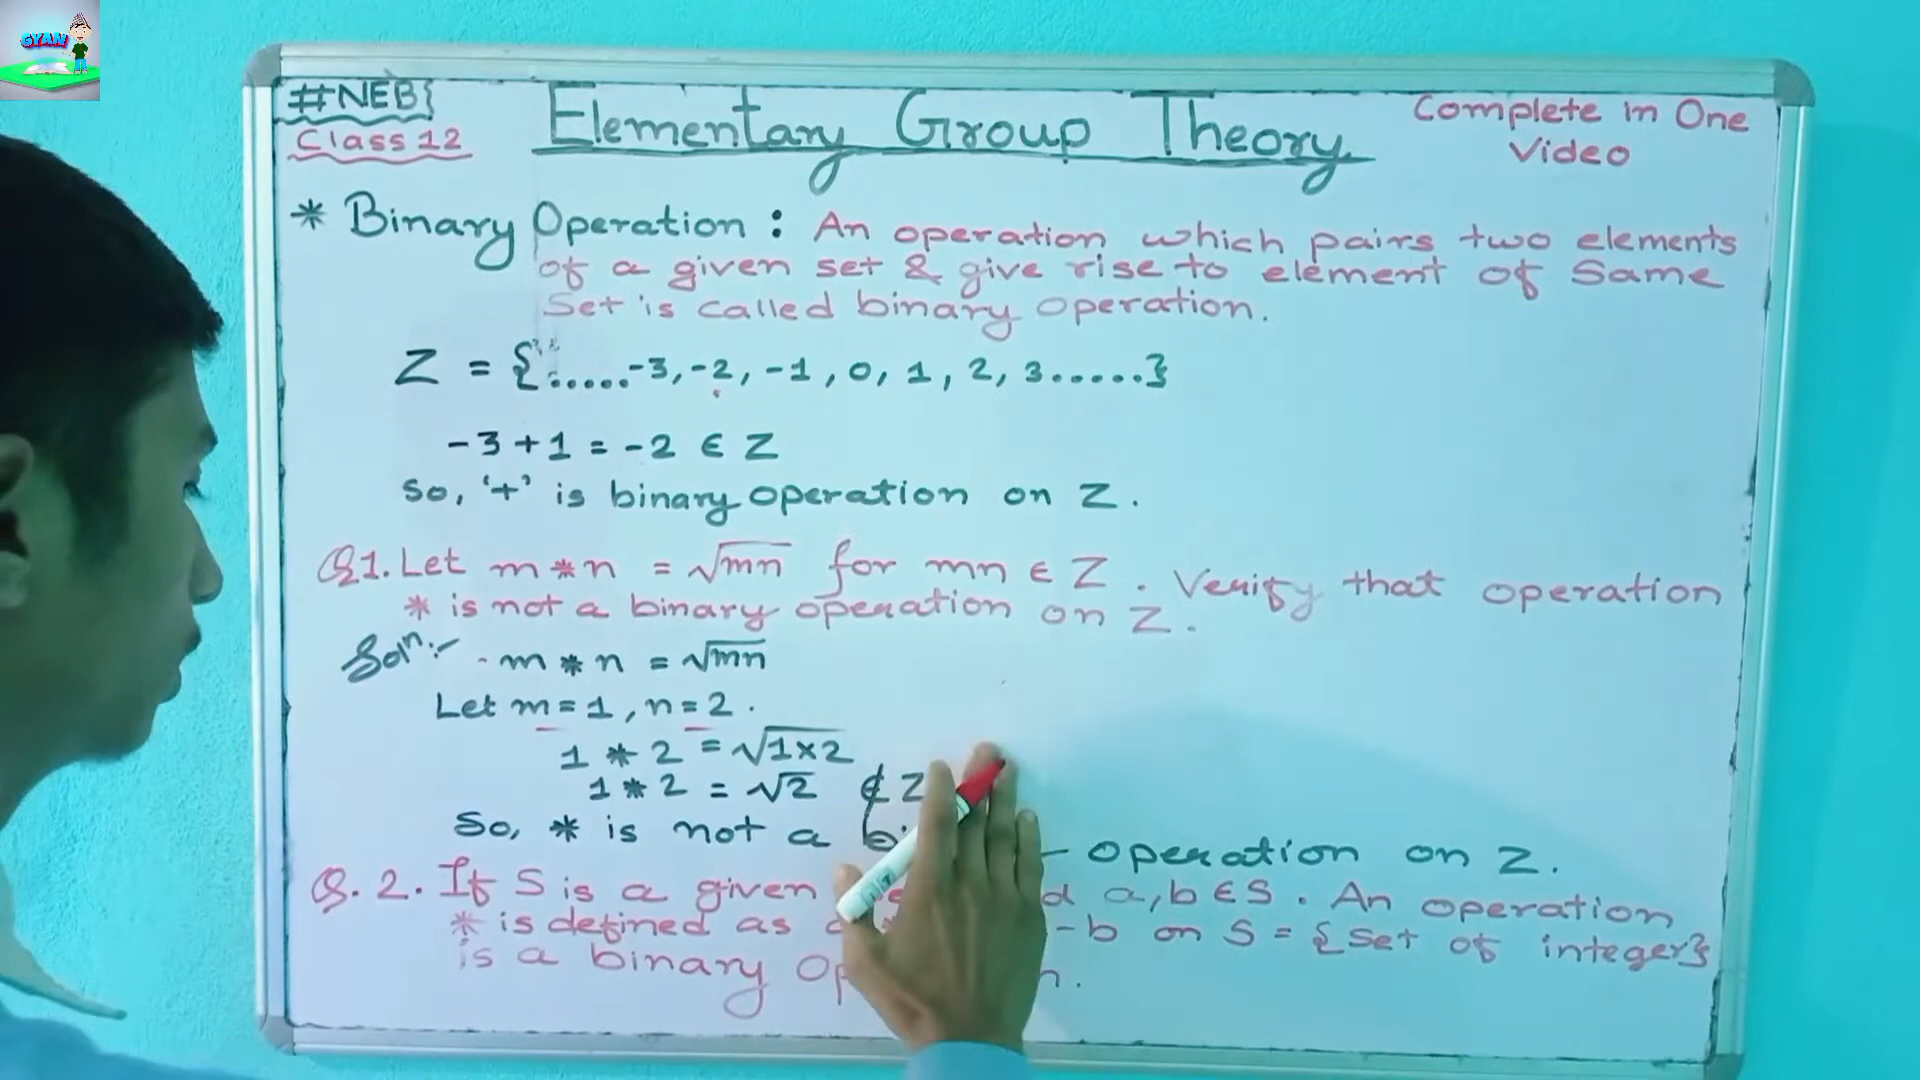 GYAN
#NEB{
Class 12
Elementary Group Theory
Complete in One
Video
* Binary Operation : An operation which pairs two elements
of a given set & give rise to element of Same
Set is called binary operation.
Z = {.....-3, -2, -1, 0, 1, 2, 3.....}
-3+1 = -2 ∈ Z
So, '+' is binary operation on Z.
Q1. Let m*n = √mn for mn ∈ Z. Verify that operation
* is not a binary operation on Z.
Solⁿ:- m * n = √mn
Let m=1, n=2.
1 * 2 = √1×2
1 * 2 = √2 ∉ Z
So, * is not a operation on Z.
Q. 2. If S is a given a,b ∈ S. An operation
* is defined as -b on S = {Set of integer}
is a binary